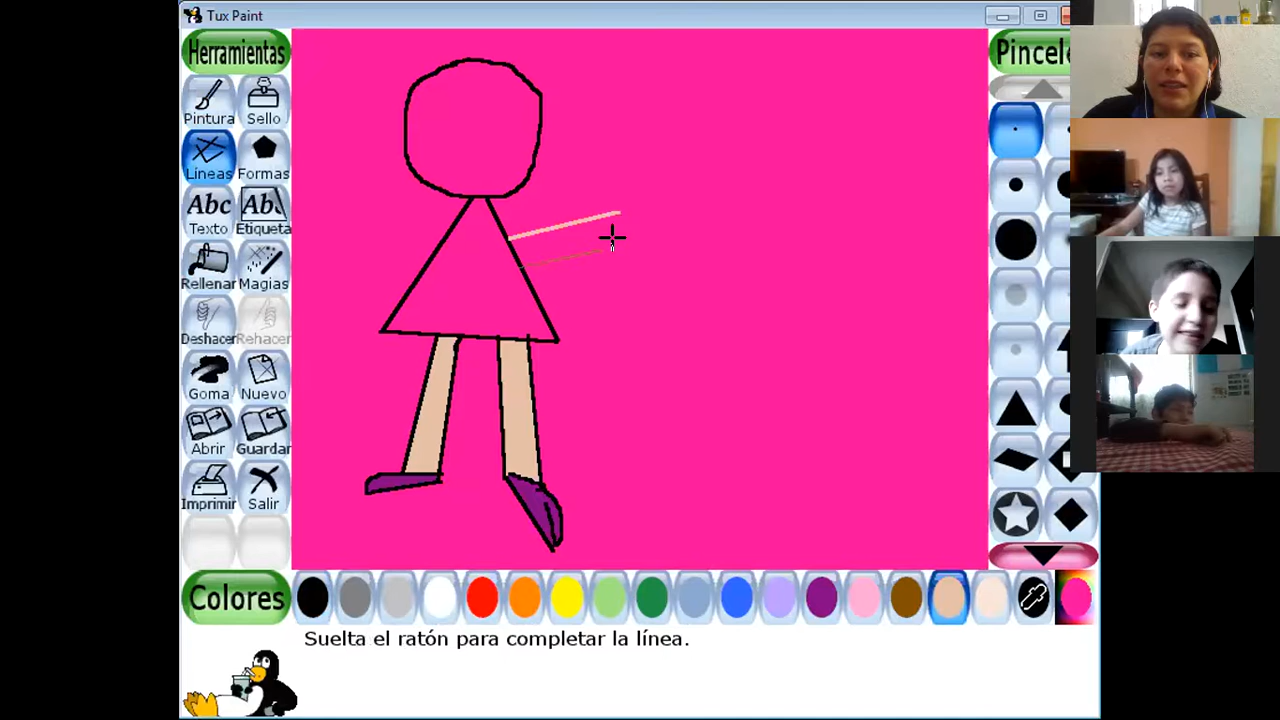 Tux Paint
Herramientas
Pincele
Pintura Sello
Líneas Formas
Abc Abc
Texto Etiqueta
Rellenar Magias
Deshacer Rehacer
Goma Nuevo
Abrir Guardar
Imprimir Salir
Colores
Suelta el ratón para completar la línea.